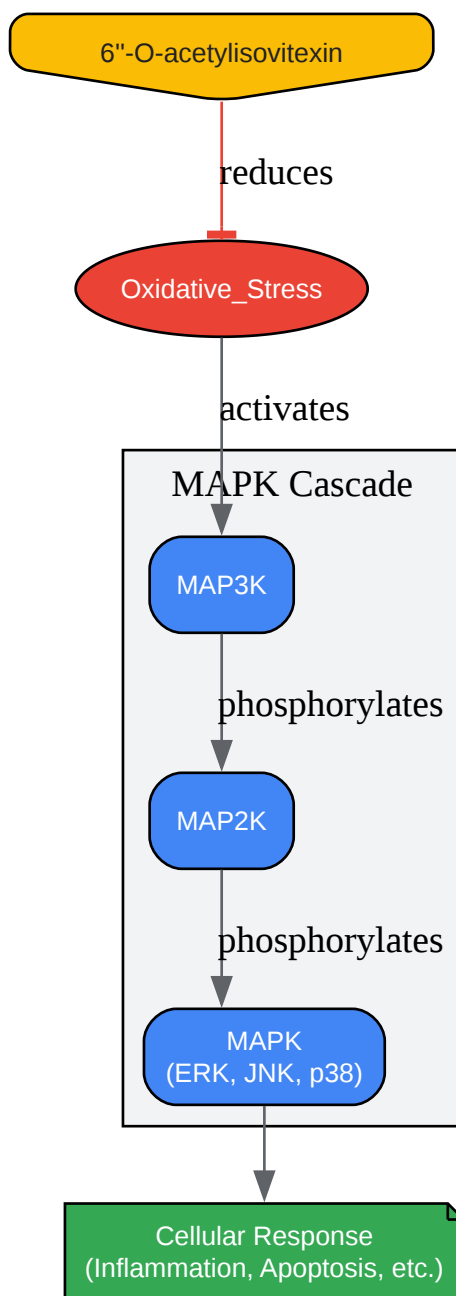 6''-O-acetylisovitexin
reduces
Oxidative_Stress
activates
MAPK Cascade
MAP3K
phosphorylates
MAP2K
phosphorylates
MAPK
(ERK, JNK, p38)
Cellular Response
(Inflammation, Apoptosis, etc.)